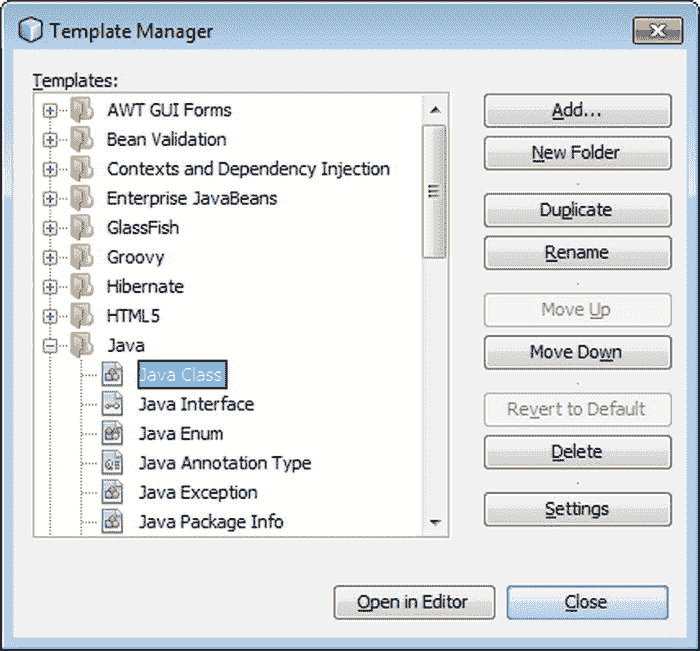 Template Manager
Templates:
AWT GUI Forms
Bean Validation
Contexts and Dependency Injection
Enterprise JavaBeans
GlassFish
Groovy
Hibernate
HTML5
Java
Java Class
Java Interface
Java Enum
Java Annotation Type
Java Exception
Java Package Info
Add...
New Folder
Duplicate
Rename
Move Up
Move Down
Revert to Default
Delete
Settings
Open in Editor
Close